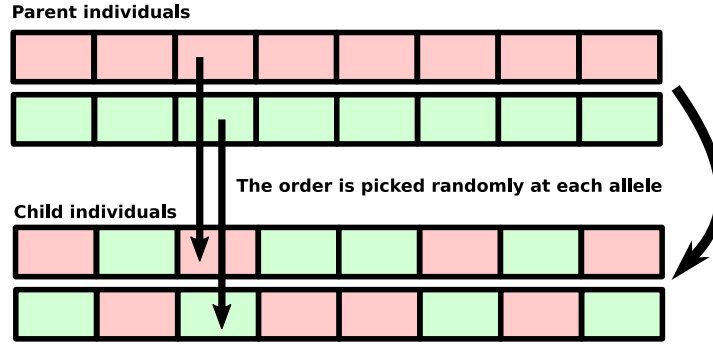 Parent individuals
The order is picked randomly at each allele
Child individuals